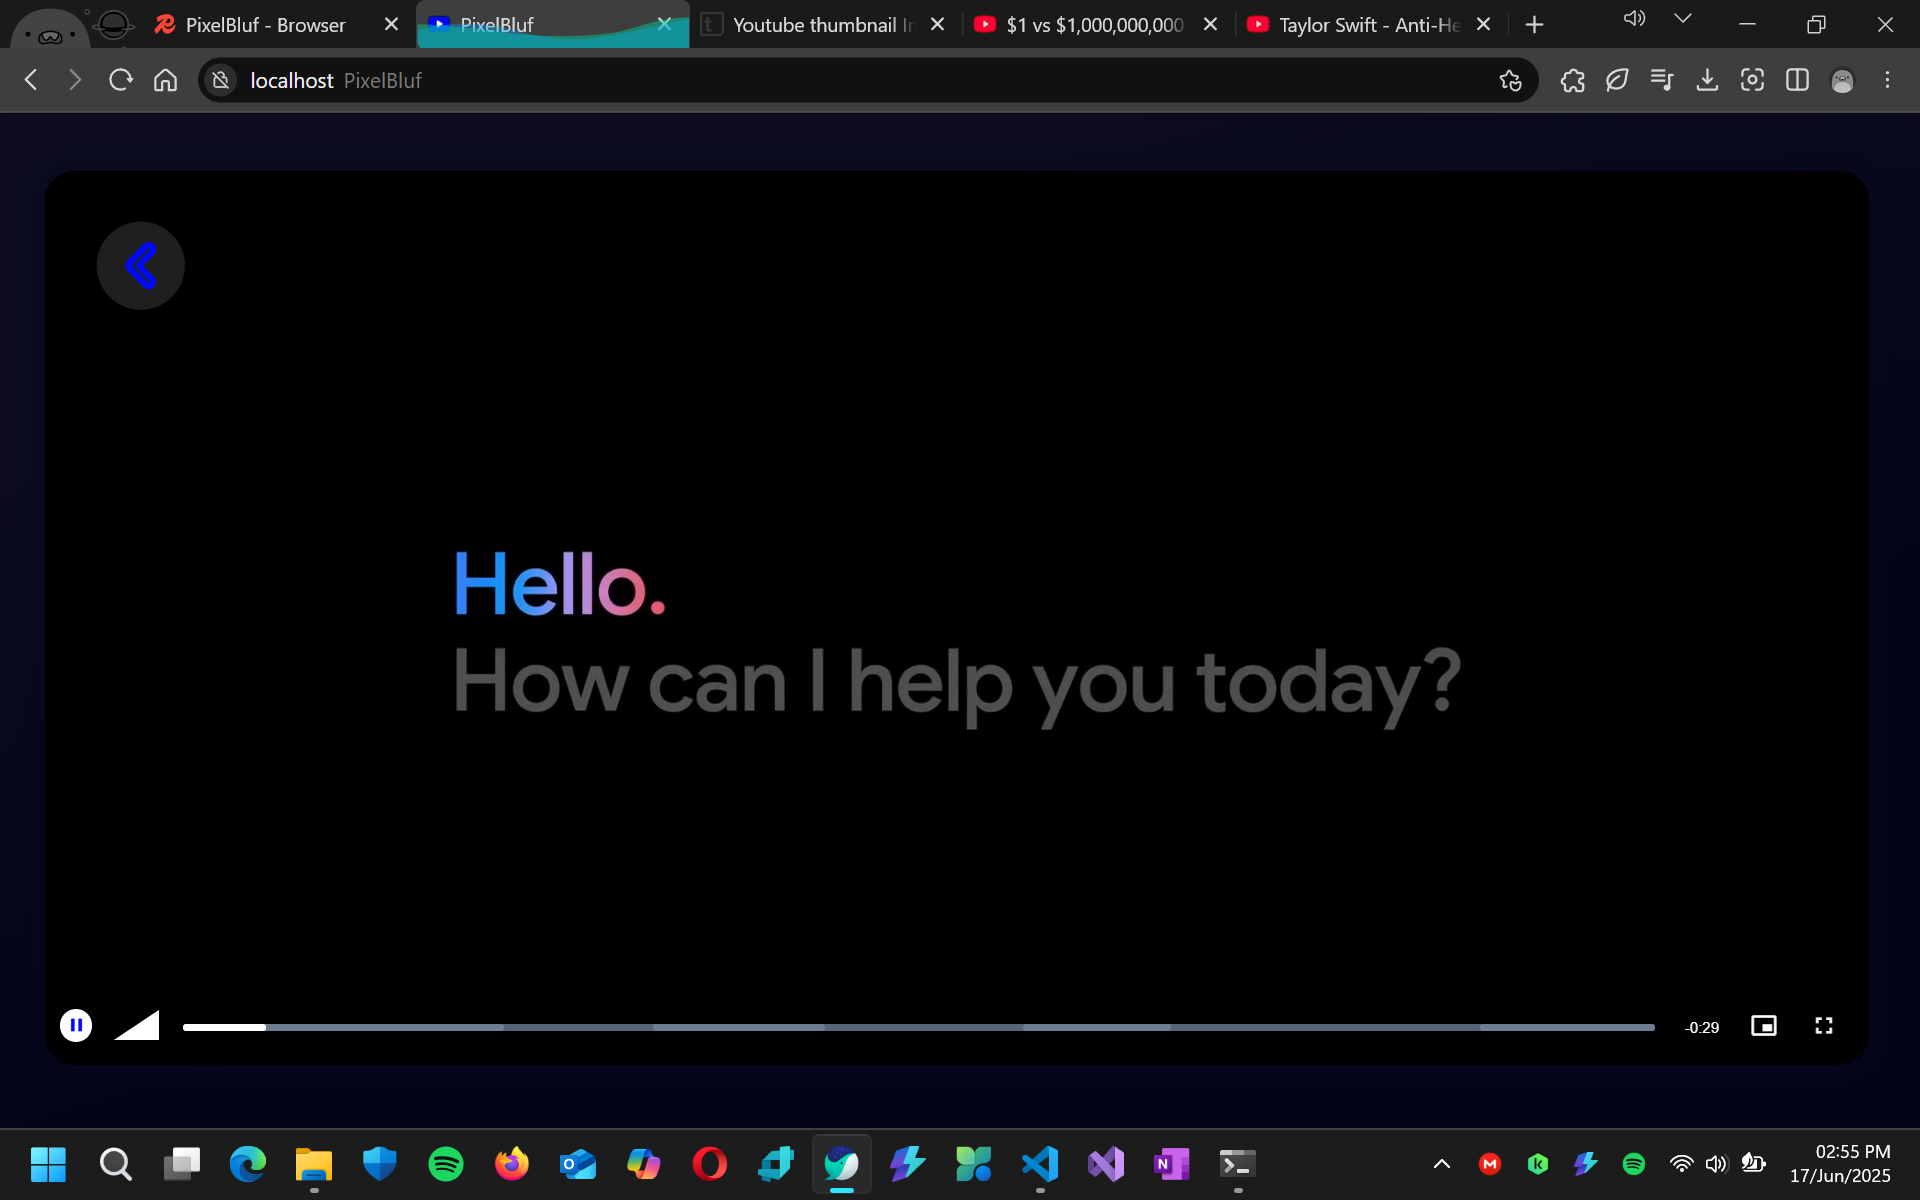 PixelBluf - Browser
PixelBluf
Youtube thumbnail In
$1 vs $1,000,000,000
Taylor Swift - Anti-He
localhost PixelBluf
Hello.
How can I help you today?
-0:29
02:55 PM
17/Jun/2025